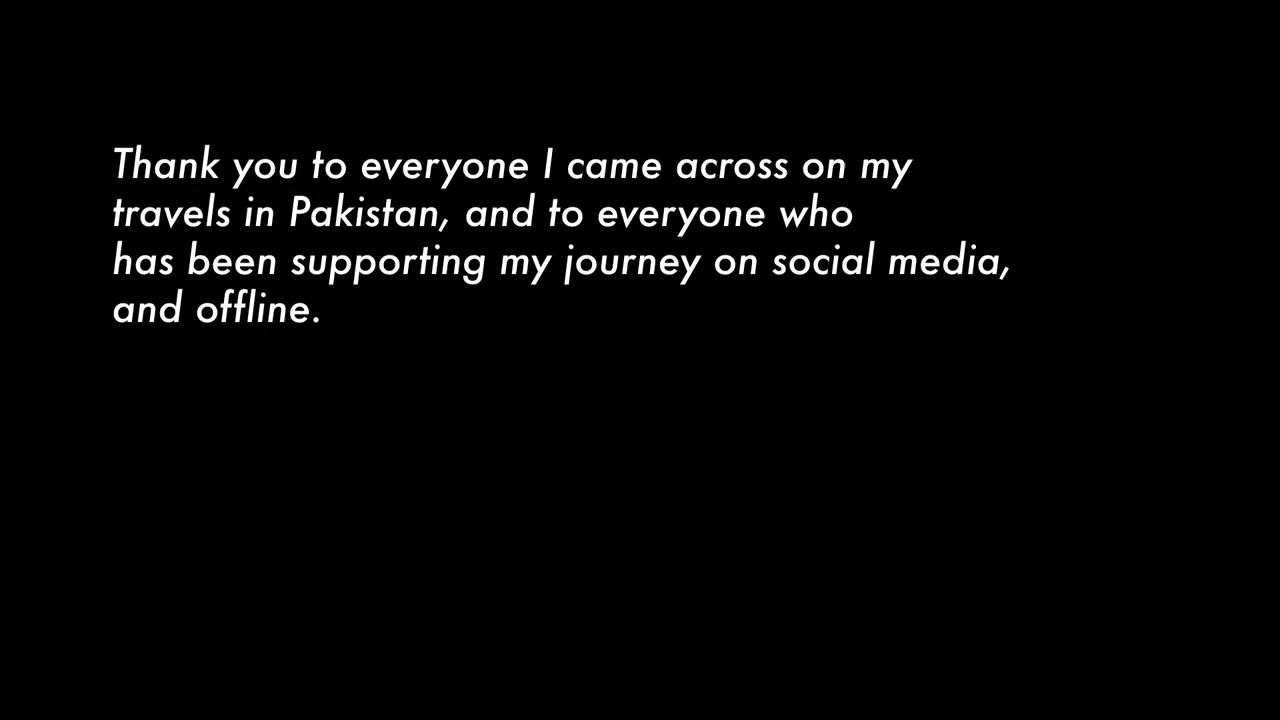 Thank you to everyone I came across on my
travels in Pakistan, and to everyone who
has been supporting my journey on social media,
and offline.